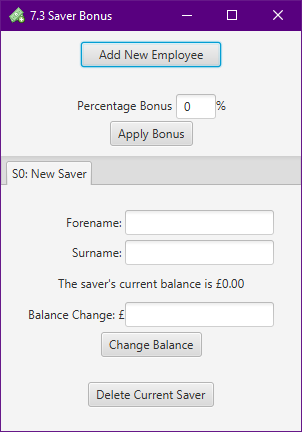 7.3 Saver Bonus
Add New Employee
Percentage Bonus 0 %
Apply Bonus
S0: New Saver
Forename:
Surname:
The saver's current balance is £0.00
Balance Change: £
Change Balance
Delete Current Saver